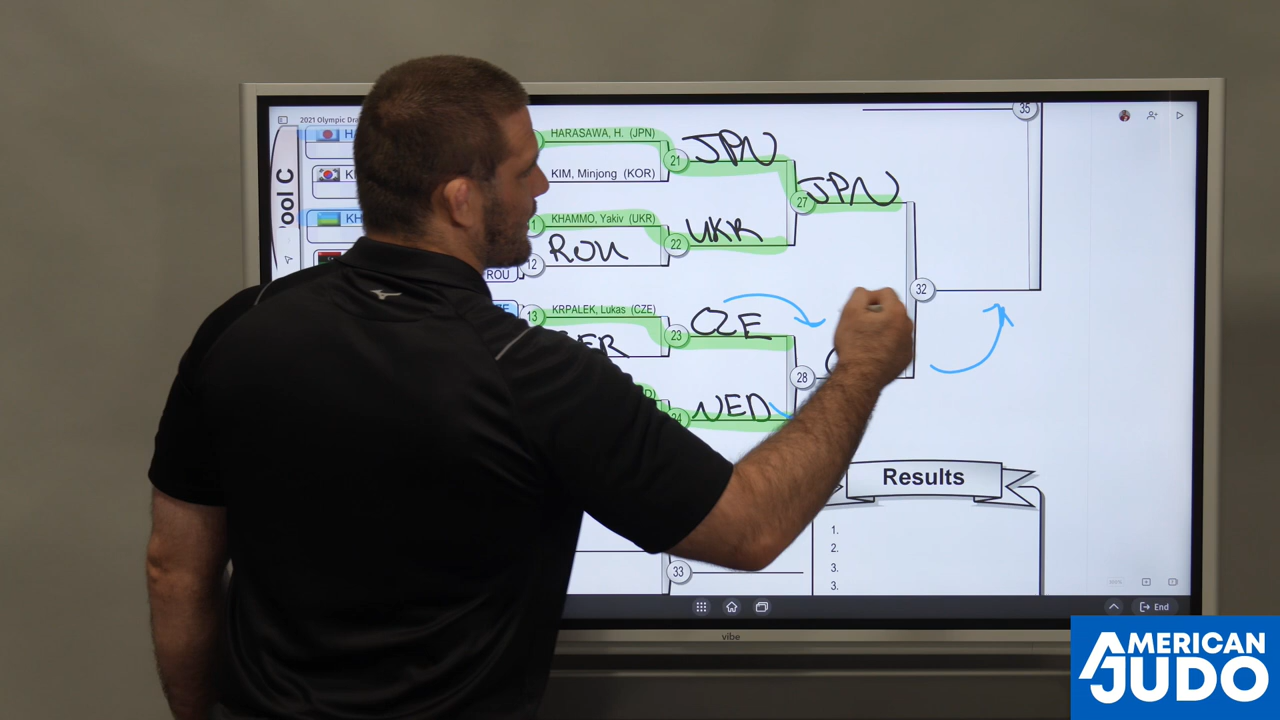 2021 Olympic Dra
ool C
HARASAWA, H. (JPN)
21
JPN
KIM, Minjong (KOR)
27
JPN
35
KHAMMO, Yakiv (UKR)
22
UKR
12
ROU
ROU
32
13
KRPALEK, Lukas (CZE)
23
CZE
ER
28
C
NED
Results
1.
2.
3.
3.
33
End
vibe
AMERICAN
JUDO